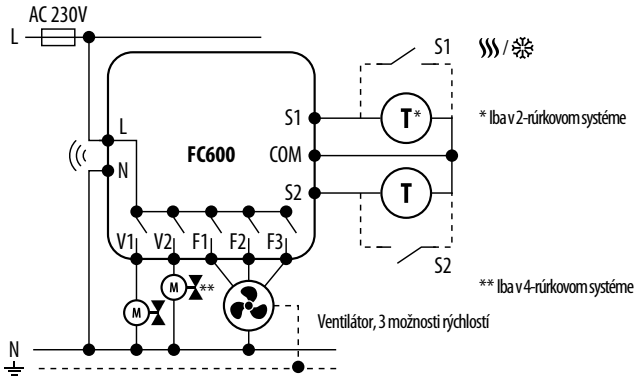 AC 230V
L
S1
S1
L
T*
* Iba v 2-rúrkovom systéme
FC600
COM
N
S2
T
V1 V2 F1 F2 F3
S2
M
**
** Iba v 4-rúrkovom systéme
M
Ventilátor, 3 možnosti rýchlostí
N